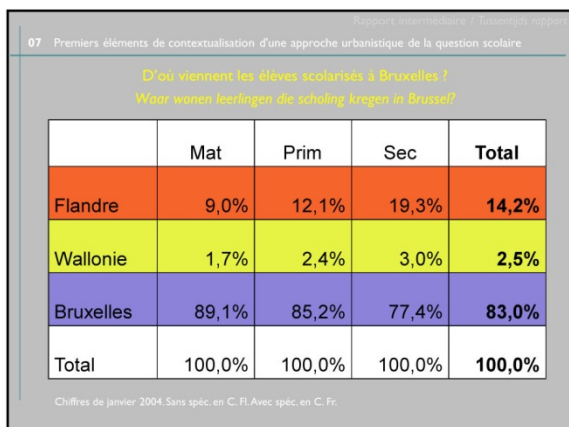 Rapport intermédiaire / Tussentijds rapport
07 Premiers éléments de contextualisation d'une approche urbanistique de la question scolaire
D'où viennent les élèves scolarisés à Bruxelles ?
Waar wonen leerlingen die scholing kregen in Brussel?
Mat Prim Sec Total
Flandre 9,0% 12,1% 19,3% 14,2%
Wallonie 1,7% 2,4% 3,0% 2,5%
Bruxelles 89,1% 85,2% 77,4% 83,0%
Total 100,0% 100,0% 100,0% 100,0%
Chiffres de janvier 2004. Sans spéc. en C. Fl. Avec spéc. en C. Fr.